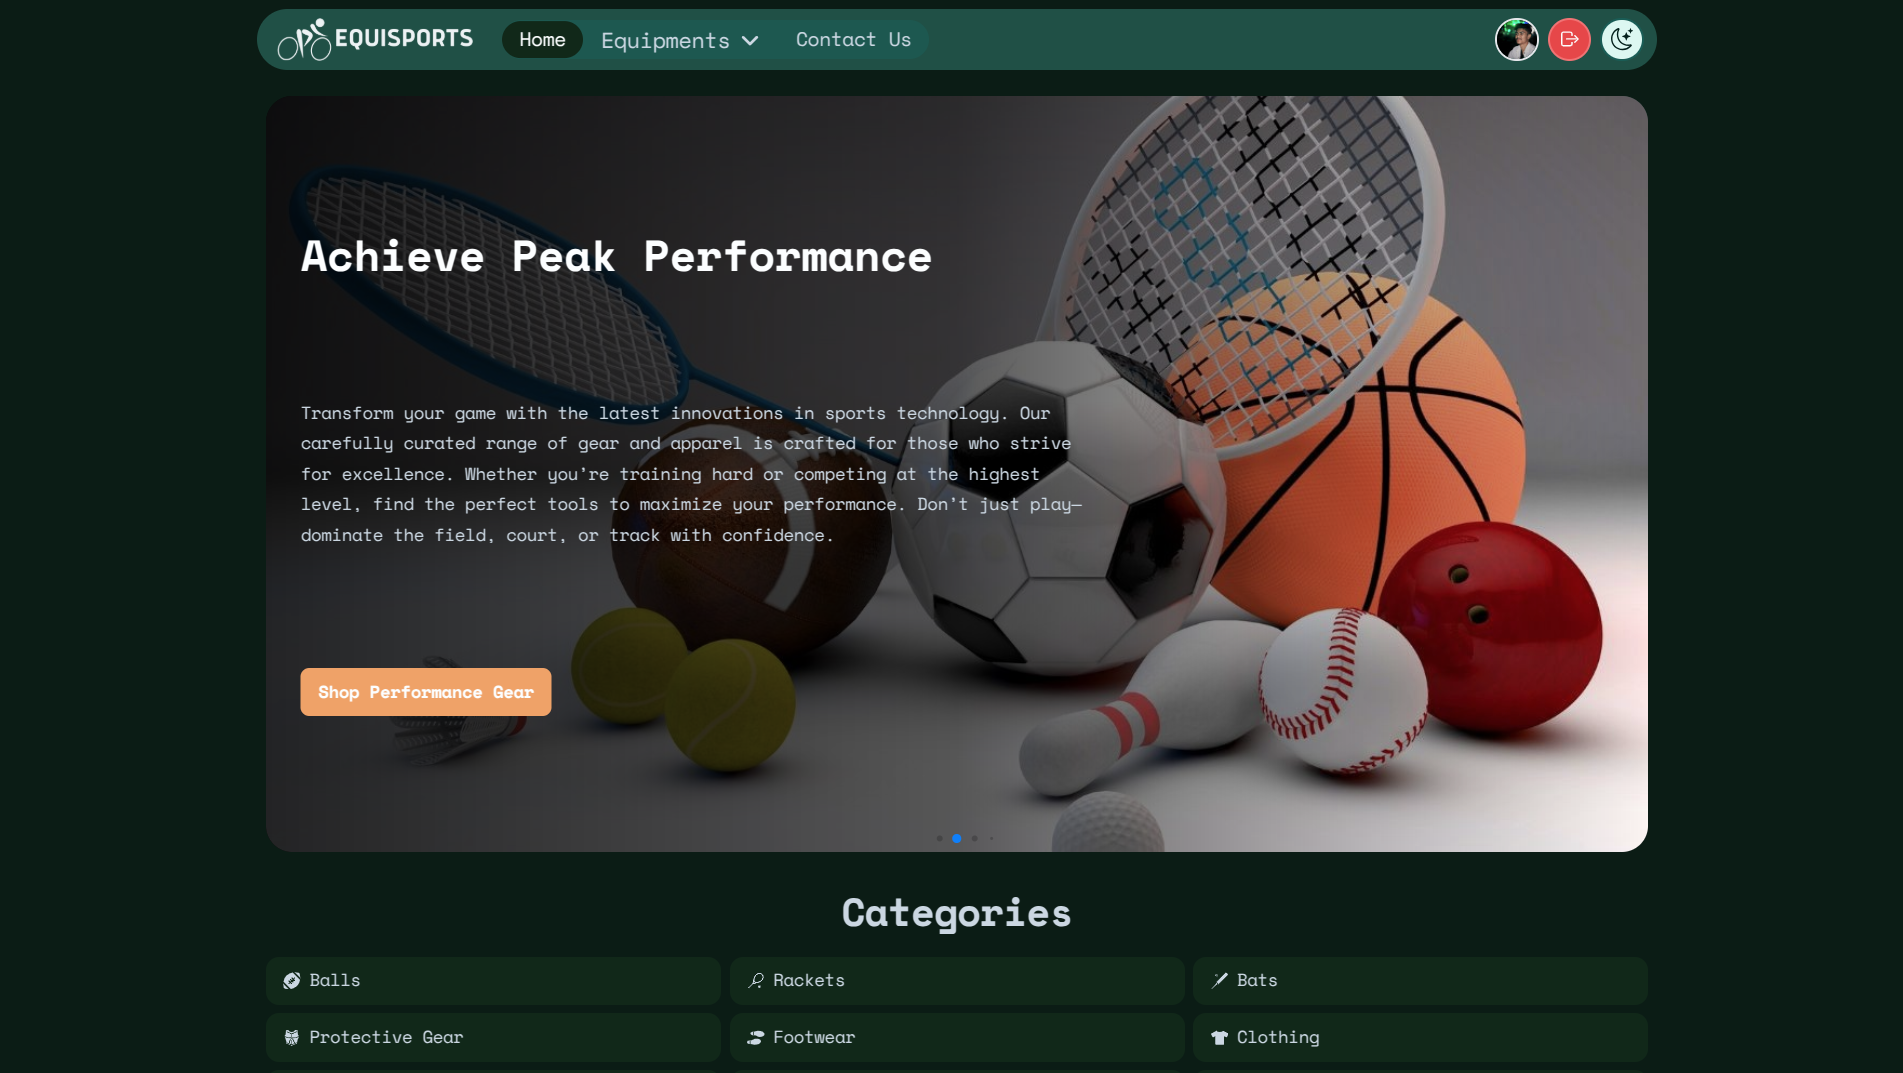 EQUISPORTS
Home
Equipments
Contact Us
Achieve Peak Performance
Transform your game with the latest innovations in sports technology. Our
carefully curated range of gear and apparel is crafted for those who strive
for excellence. Whether you’re training hard or competing at the highest
level, find the perfect tools to maximize your performance. Don’t just play—
dominate the field, court, or track with confidence.
Shop Performance Gear
Categories
Balls
Rackets
Bats
Protective Gear
Footwear
Clothing